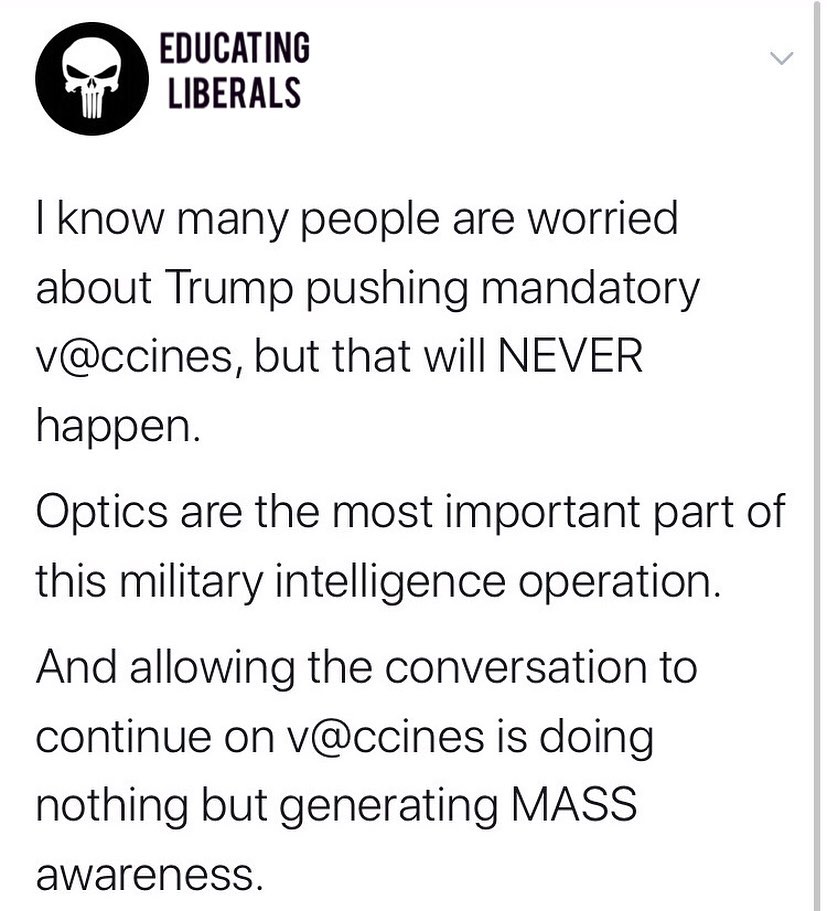 EDUCATING
LIBERALS
I know many people are worried
about Trump pushing mandatory
v@ccines, but that will NEVER
happen.
Optics are the most important part of
this military intelligence operation.
And allowing the conversation to
continue on v@ccines is doing
nothing but generating MASS
awareness.